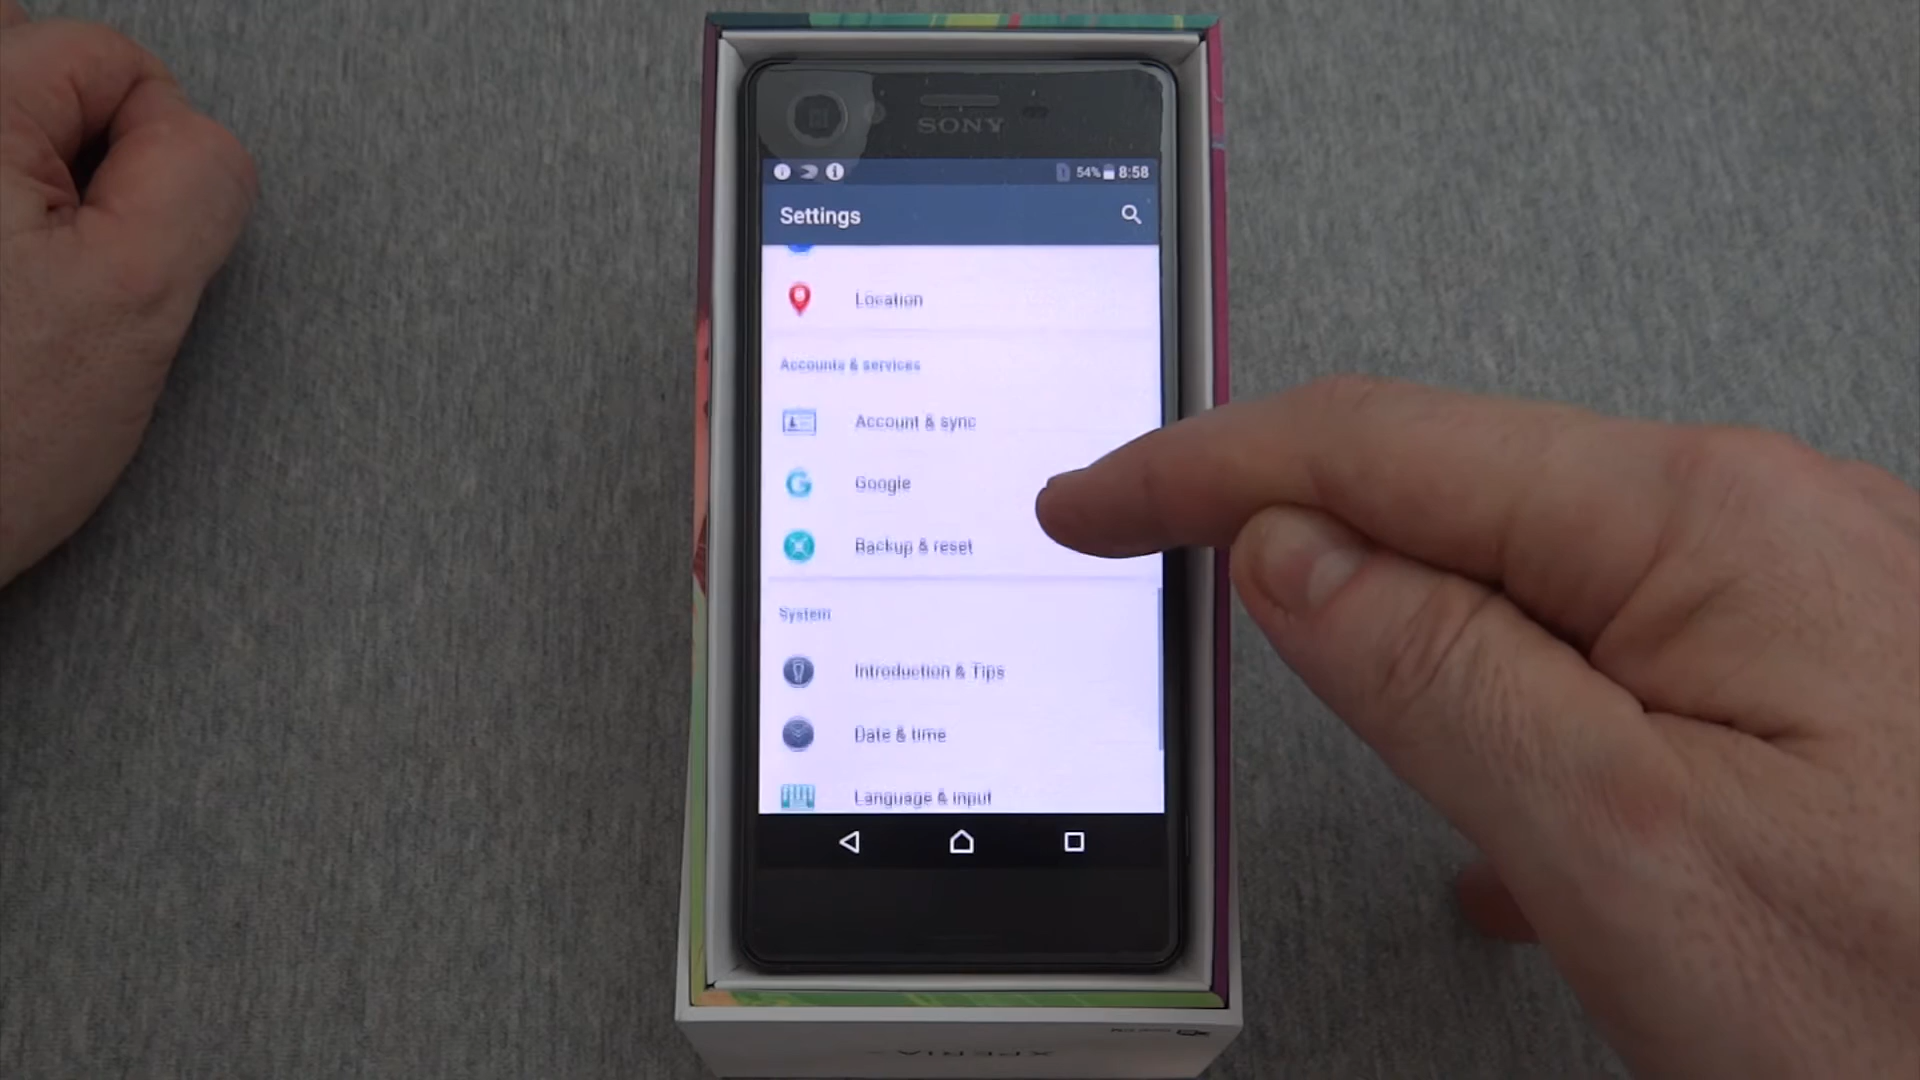 SONY
54% 8:58
Settings
Location
Accounts & services
Account & sync
Google
Backup & reset
System
Introduction & Tips
Date & time
Language & input
XPERIA